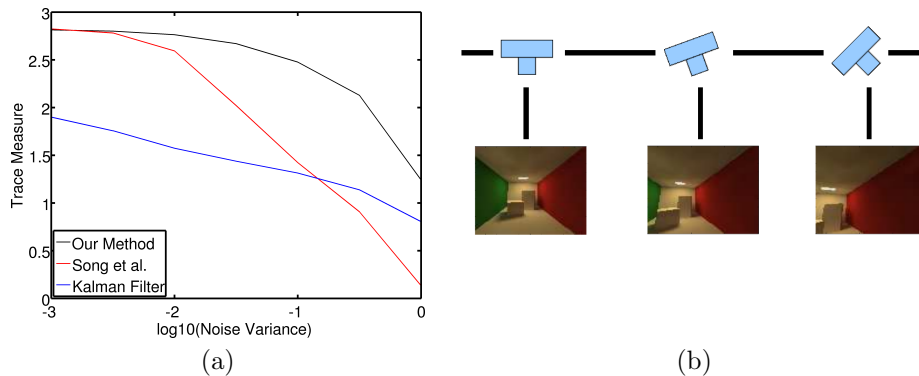 3
2.5
2
1.5
1
0.5
0
Trace Measure
Our Method
Song et al.
Kalman Filter
-3 -2 -1 0
log10(Noise Variance)
(a) (b)